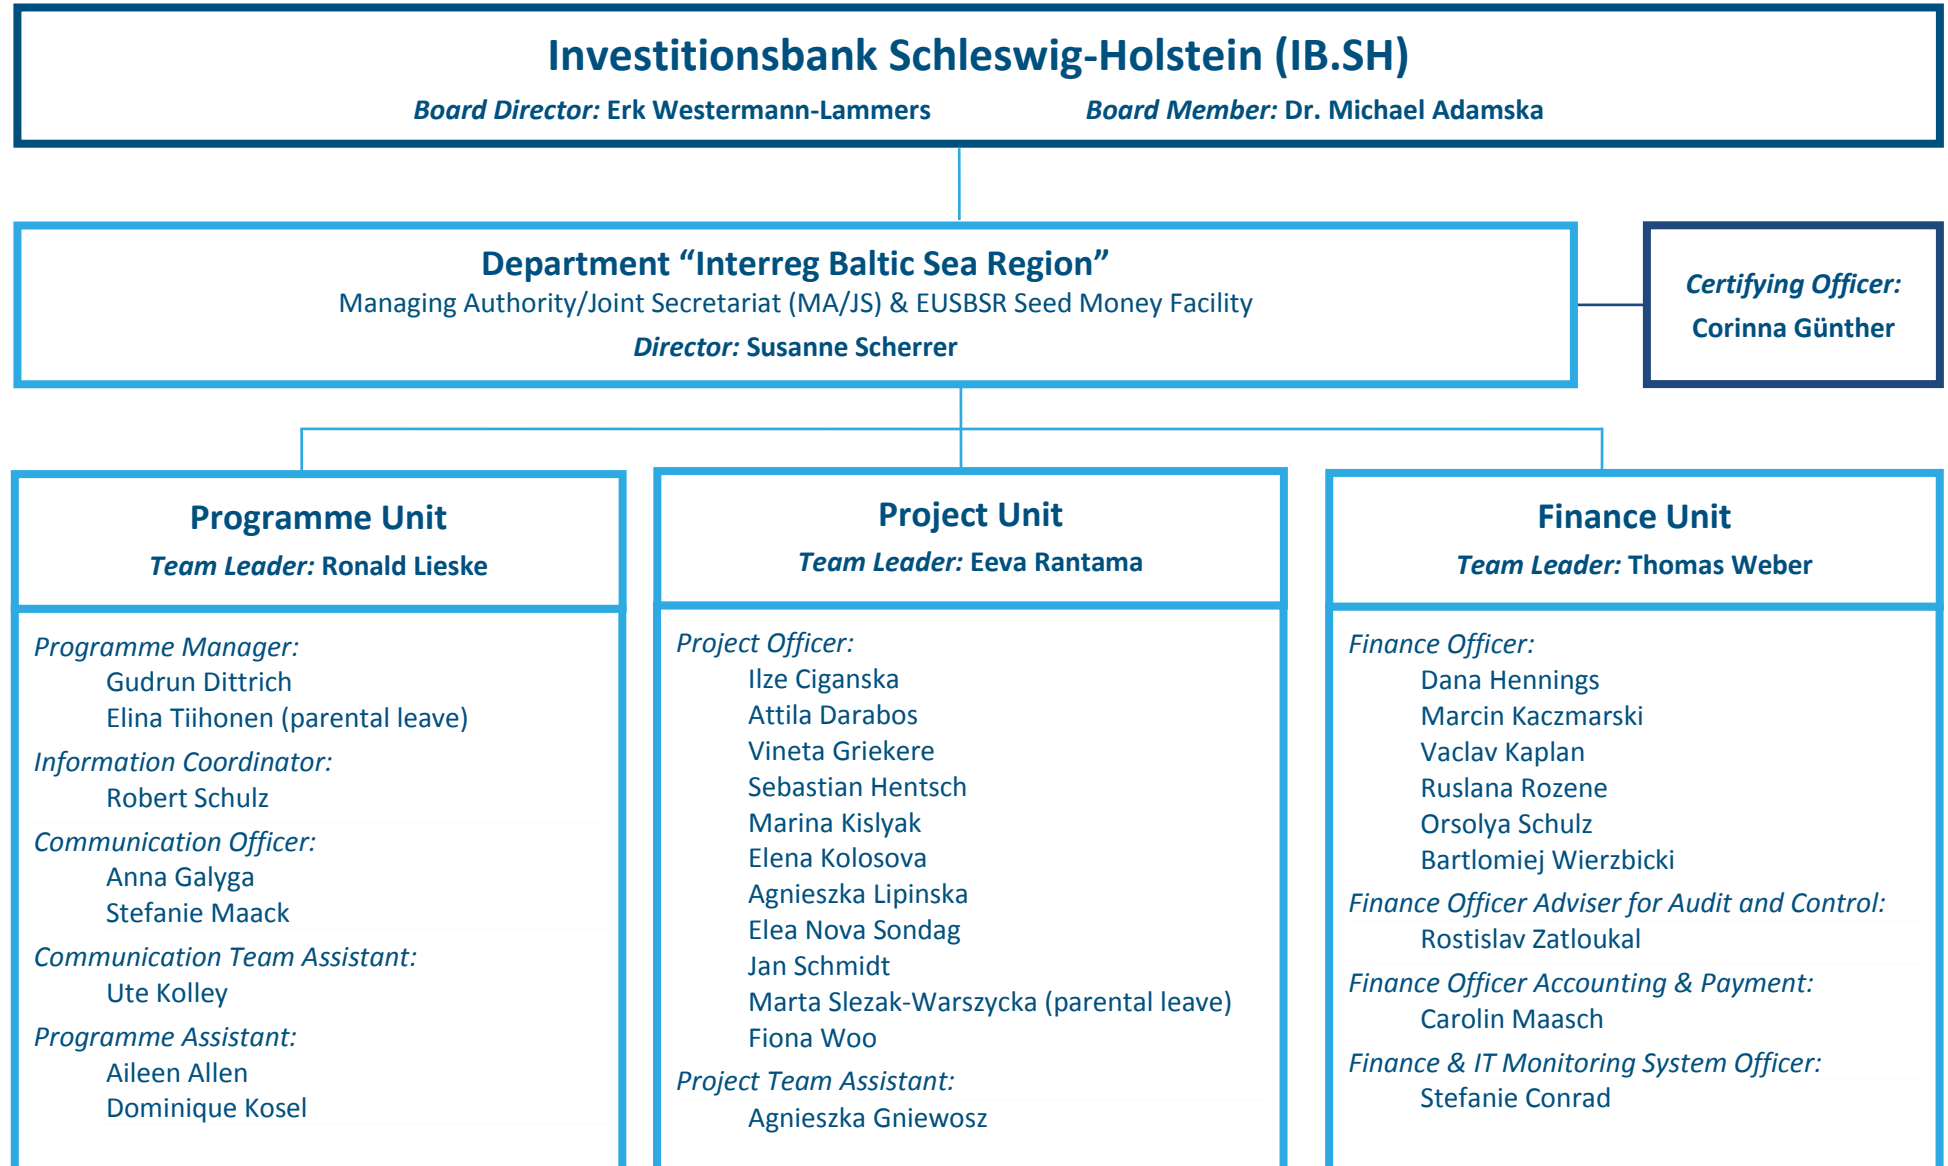 Investitionsbank Schleswig-Holstein (IB.SH)
Board Director: Erk Westermann-Lammers Board Member: Dr. Michael Adamska
Department “Interreg Baltic Sea Region”
Managing Authority/Joint Secretariat (MA/JS) & EUSBSR Seed Money Facility
Director: Susanne Scherrer
Certifying Officer:
Corinna Günther
Programme Unit
Team Leader: Ronald Lieske
Programme Manager:
Gudrun Dittrich
Elina Tiihonen (parental leave)
Information Coordinator:
Robert Schulz
Communication Officer:
Anna Galyga
Stefanie Maack
Communication Team Assistant:
Ute Kolley
Programme Assistant:
Aileen Allen
Dominique Kosel
Project Unit
Team Leader: Eeva Rantama
Project Officer:
Ilze Ciganska
Attila Darabos
Vineta Griekere
Sebastian Hentsch
Marina Kislyak
Elena Kolosova
Agnieszka Lipinska
Elea Nova Sondag
Jan Schmidt
Marta Slezak-Warszycka (parental leave)
Fiona Woo
Project Team Assistant:
Agnieszka Gniewosz
Finance Unit
Team Leader: Thomas Weber
Finance Officer:
Dana Hennings
Marcin Kaczmarski
Vaclav Kaplan
Ruslana Rozene
Orsolya Schulz
Bartlomiej Wierzbicki
Finance Officer Adviser for Audit and Control:
Rostislav Zatloukal
Finance Officer Accounting & Payment:
Carolin Maasch
Finance & IT Monitoring System Officer:
Stefanie Conrad